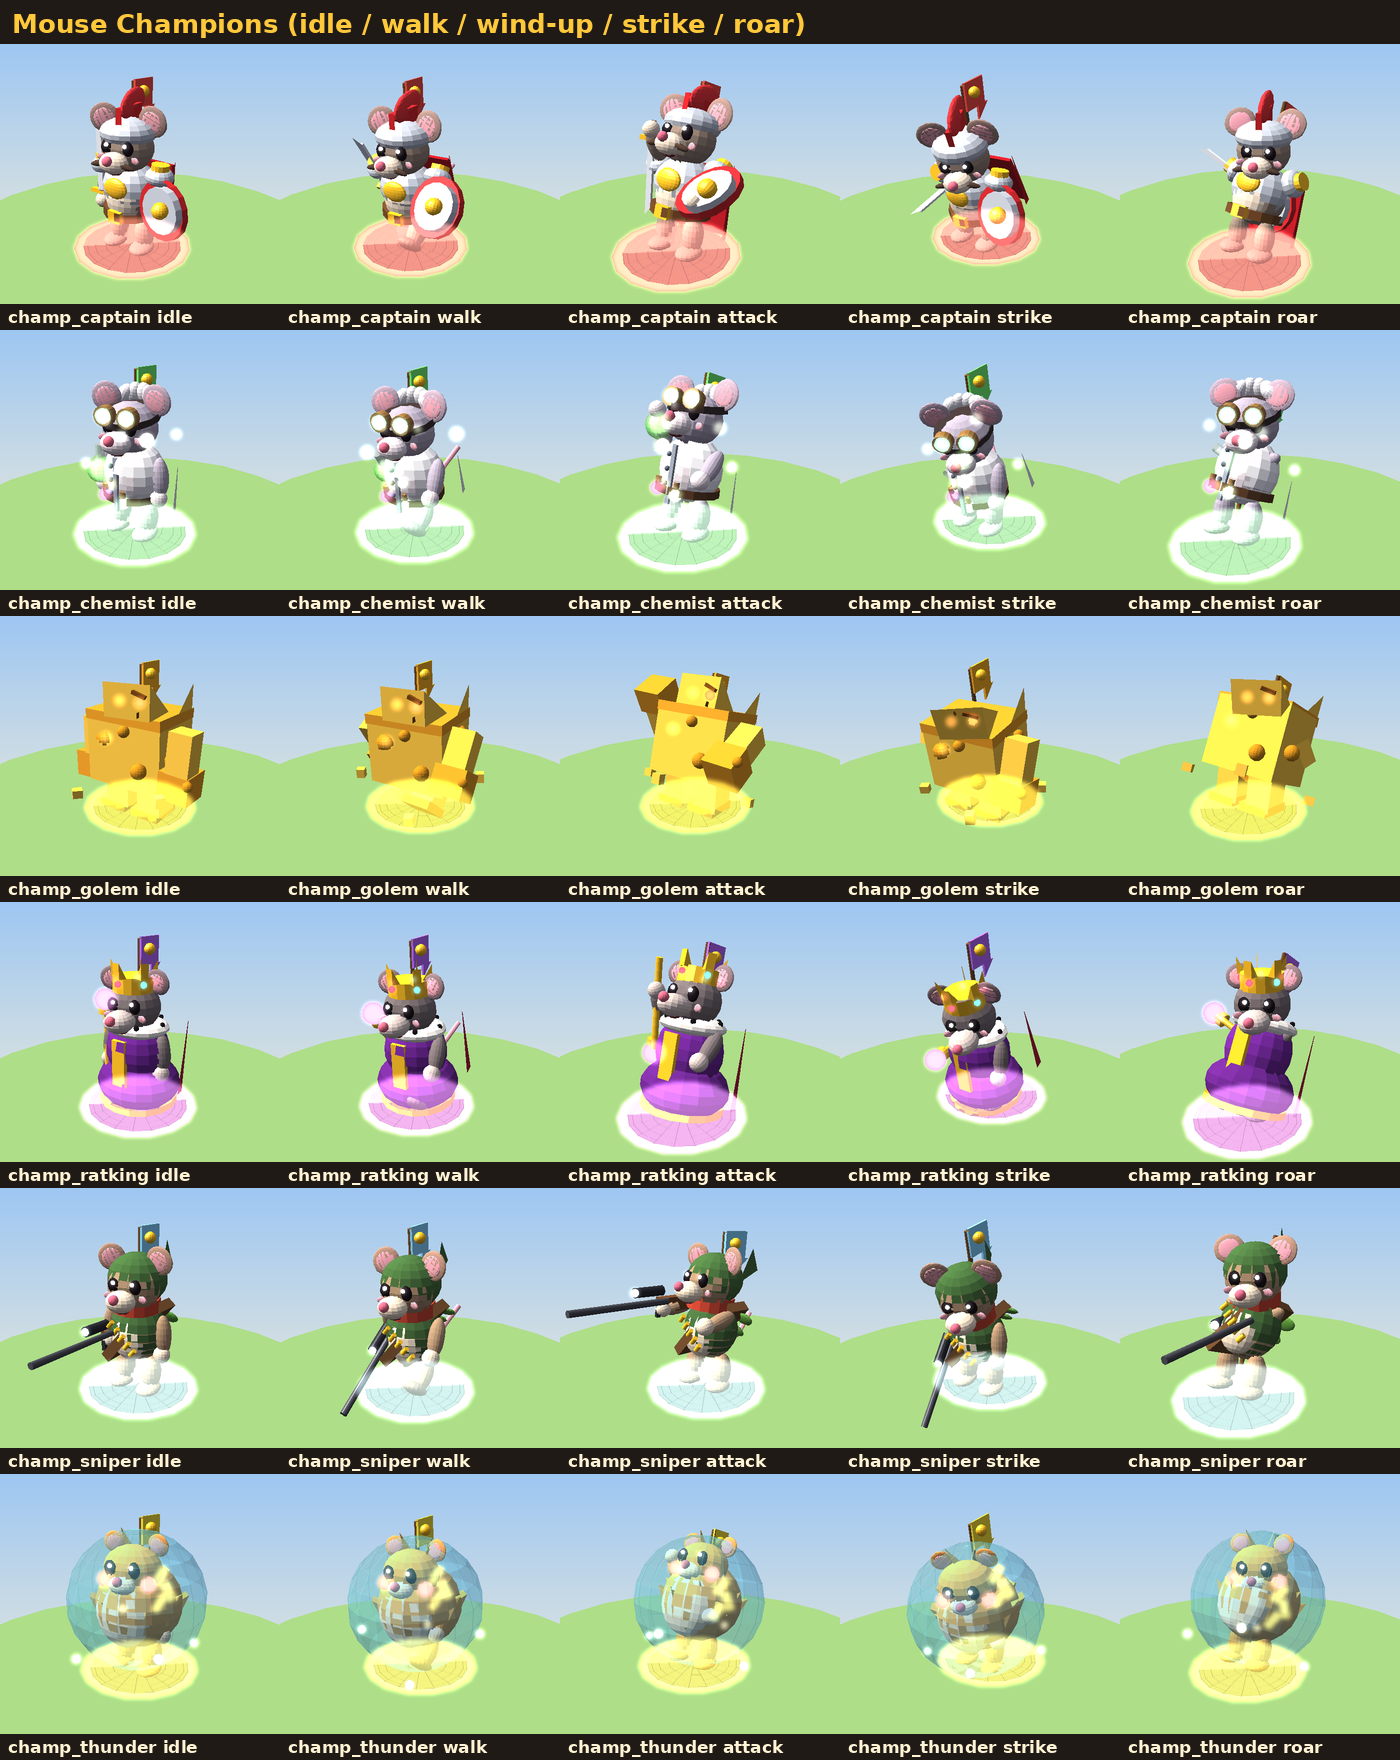 Mouse Champions (idle / walk / wind-up / strike / roar)
champ_captain idle
champ_captain walk
champ_captain attack
champ_captain strike
champ_captain roar
champ_chemist idle
champ_chemist walk
champ_chemist attack
champ_chemist strike
champ_chemist roar
champ_golem idle
champ_golem walk
champ_golem attack
champ_golem strike
champ_golem roar
champ_ratking idle
champ_ratking walk
champ_ratking attack
champ_ratking strike
champ_ratking roar
champ_sniper idle
champ_sniper walk
champ_sniper attack
champ_sniper strike
champ_sniper roar
champ_thunder idle
champ_thunder walk
champ_thunder attack
champ_thunder strike
champ_thunder roar